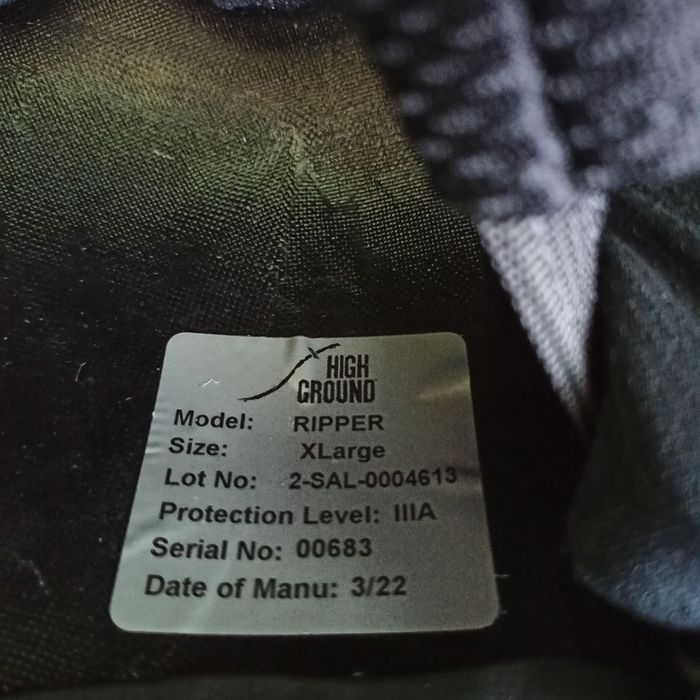 HIGH
GROUND
Model: RIPPER
Size: XLarge
Lot No: 2-SAL-0004613
Protection Level: IIIA
Serial No: 00683
Date of Manu: 3/22